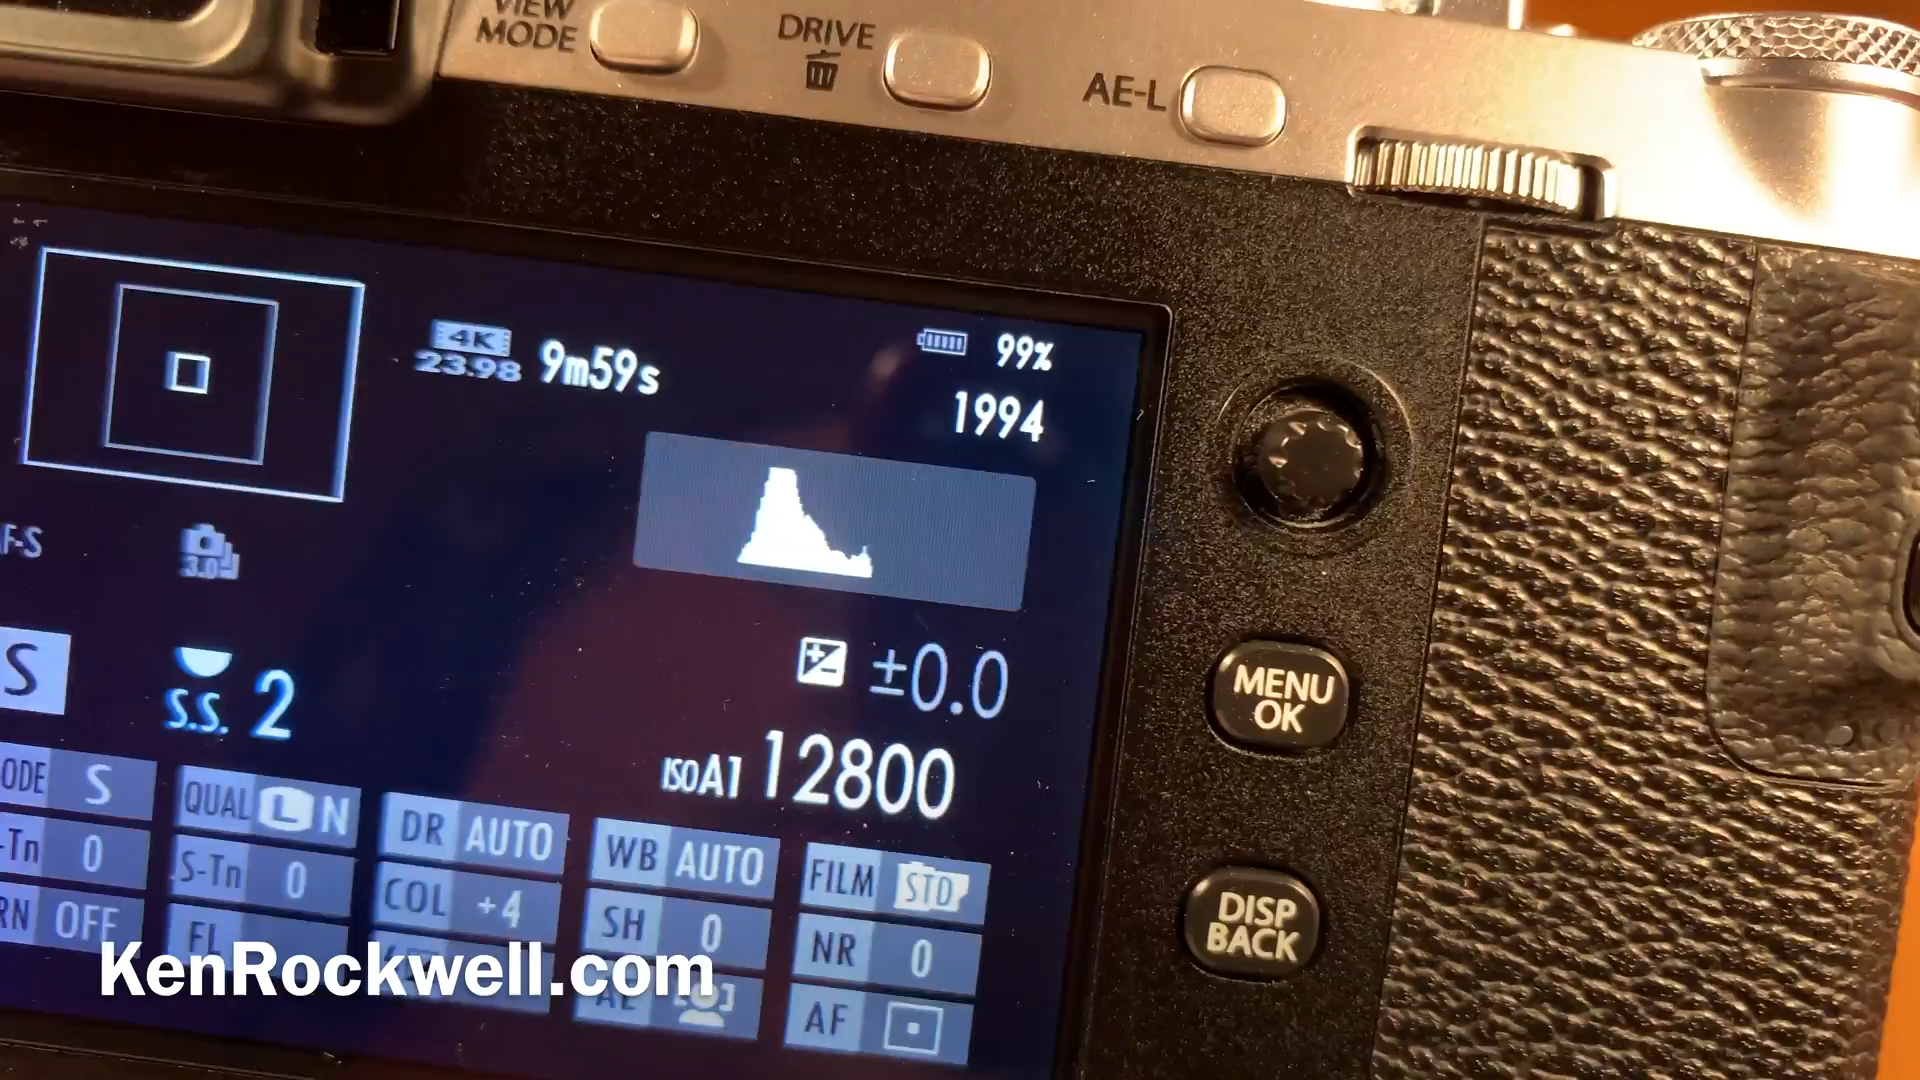 VIEW
MODE
DRIVE
AE-L
4K
23.98
9m59s
99%
1994
F-S
3.0
±0.0
S
S.S. 2
ISO A1 12800
MENU
OK
ODE S
QUAL L N
DR AUTO
WB AUTO
FILM STD
-Tn 0
S-Tn 0
COL +4
SH 0
NR 0
RN OFF
FL
AF
DISP
BACK
KenRockwell.com